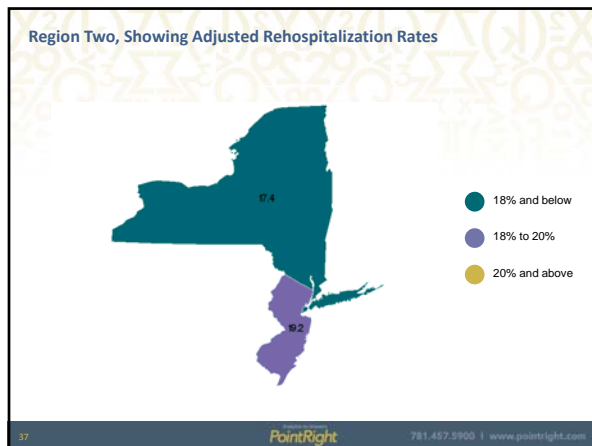 Region Two, Showing Adjusted Rehospitalization Rates
17.4
18% and below
18% to 20%
20% and above
19.2
37
PointRight
781.457.5900 | www.pointright.com